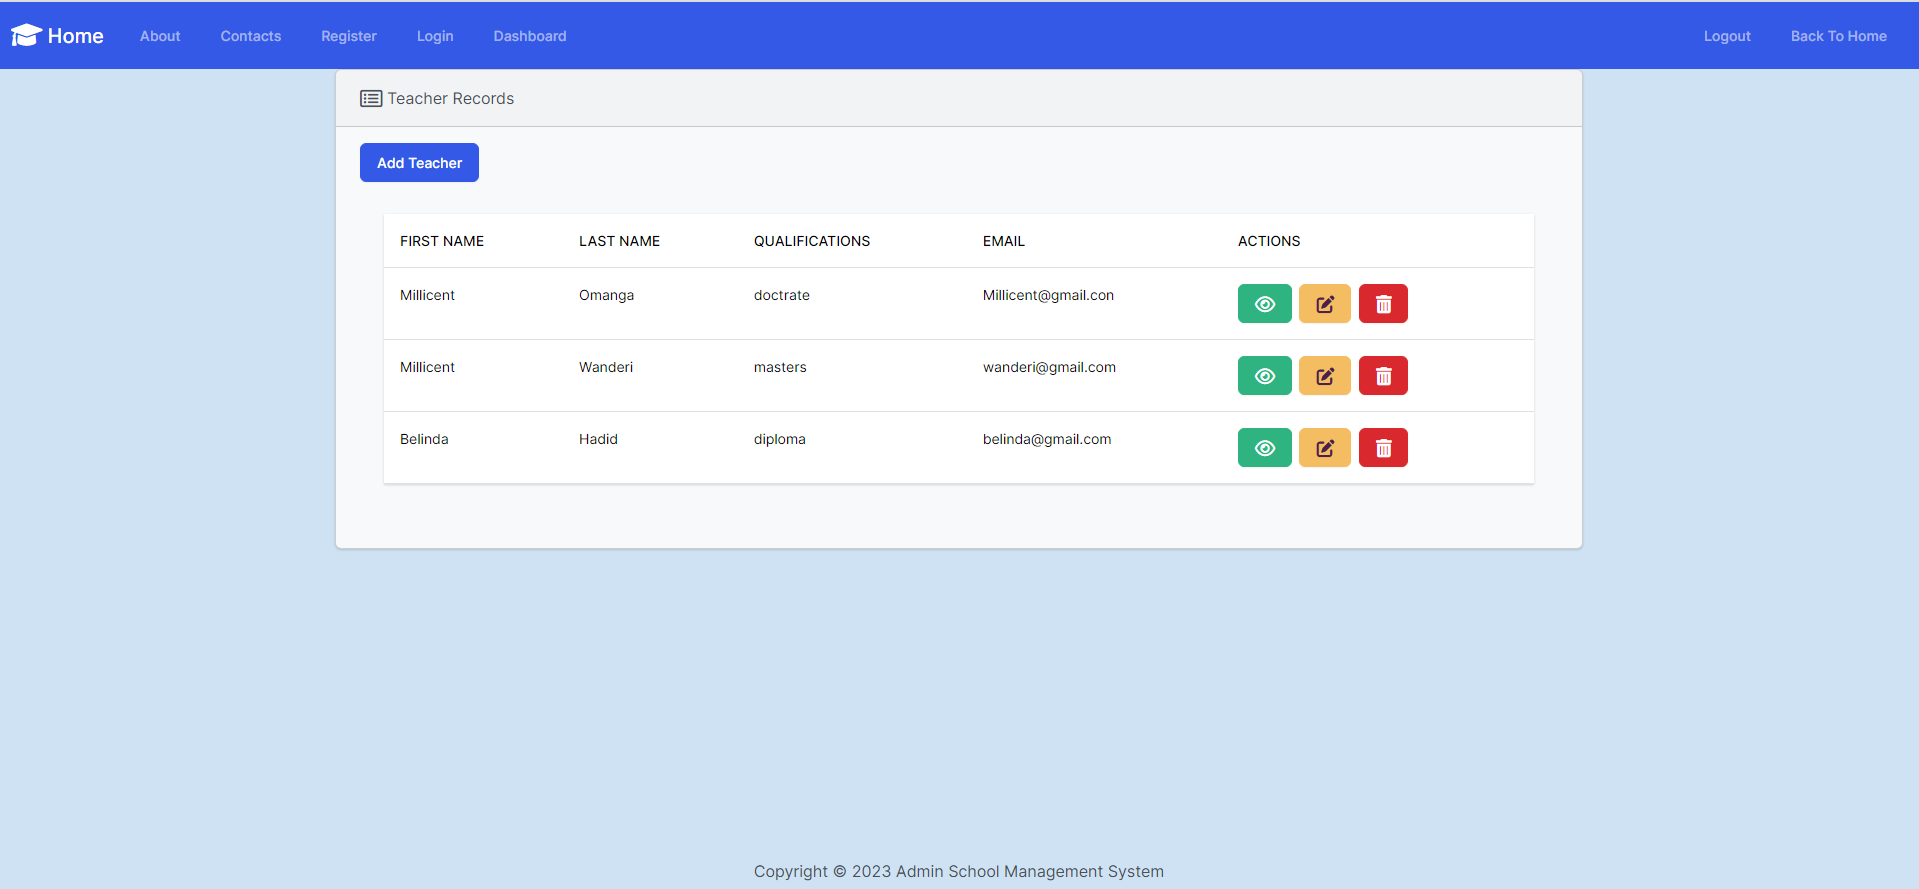 Home About Contacts Register Login Dashboard Logout Back To Home
Teacher Records
Add Teacher
FIRST NAME LAST NAME QUALIFICATIONS EMAIL ACTIONS
Millicent Omanga doctrate Millicent@gmail.con
Millicent Wanderi masters wanderi@gmail.com
Belinda Hadid diploma belinda@gmail.com
Copyright © 2023 Admin School Management System